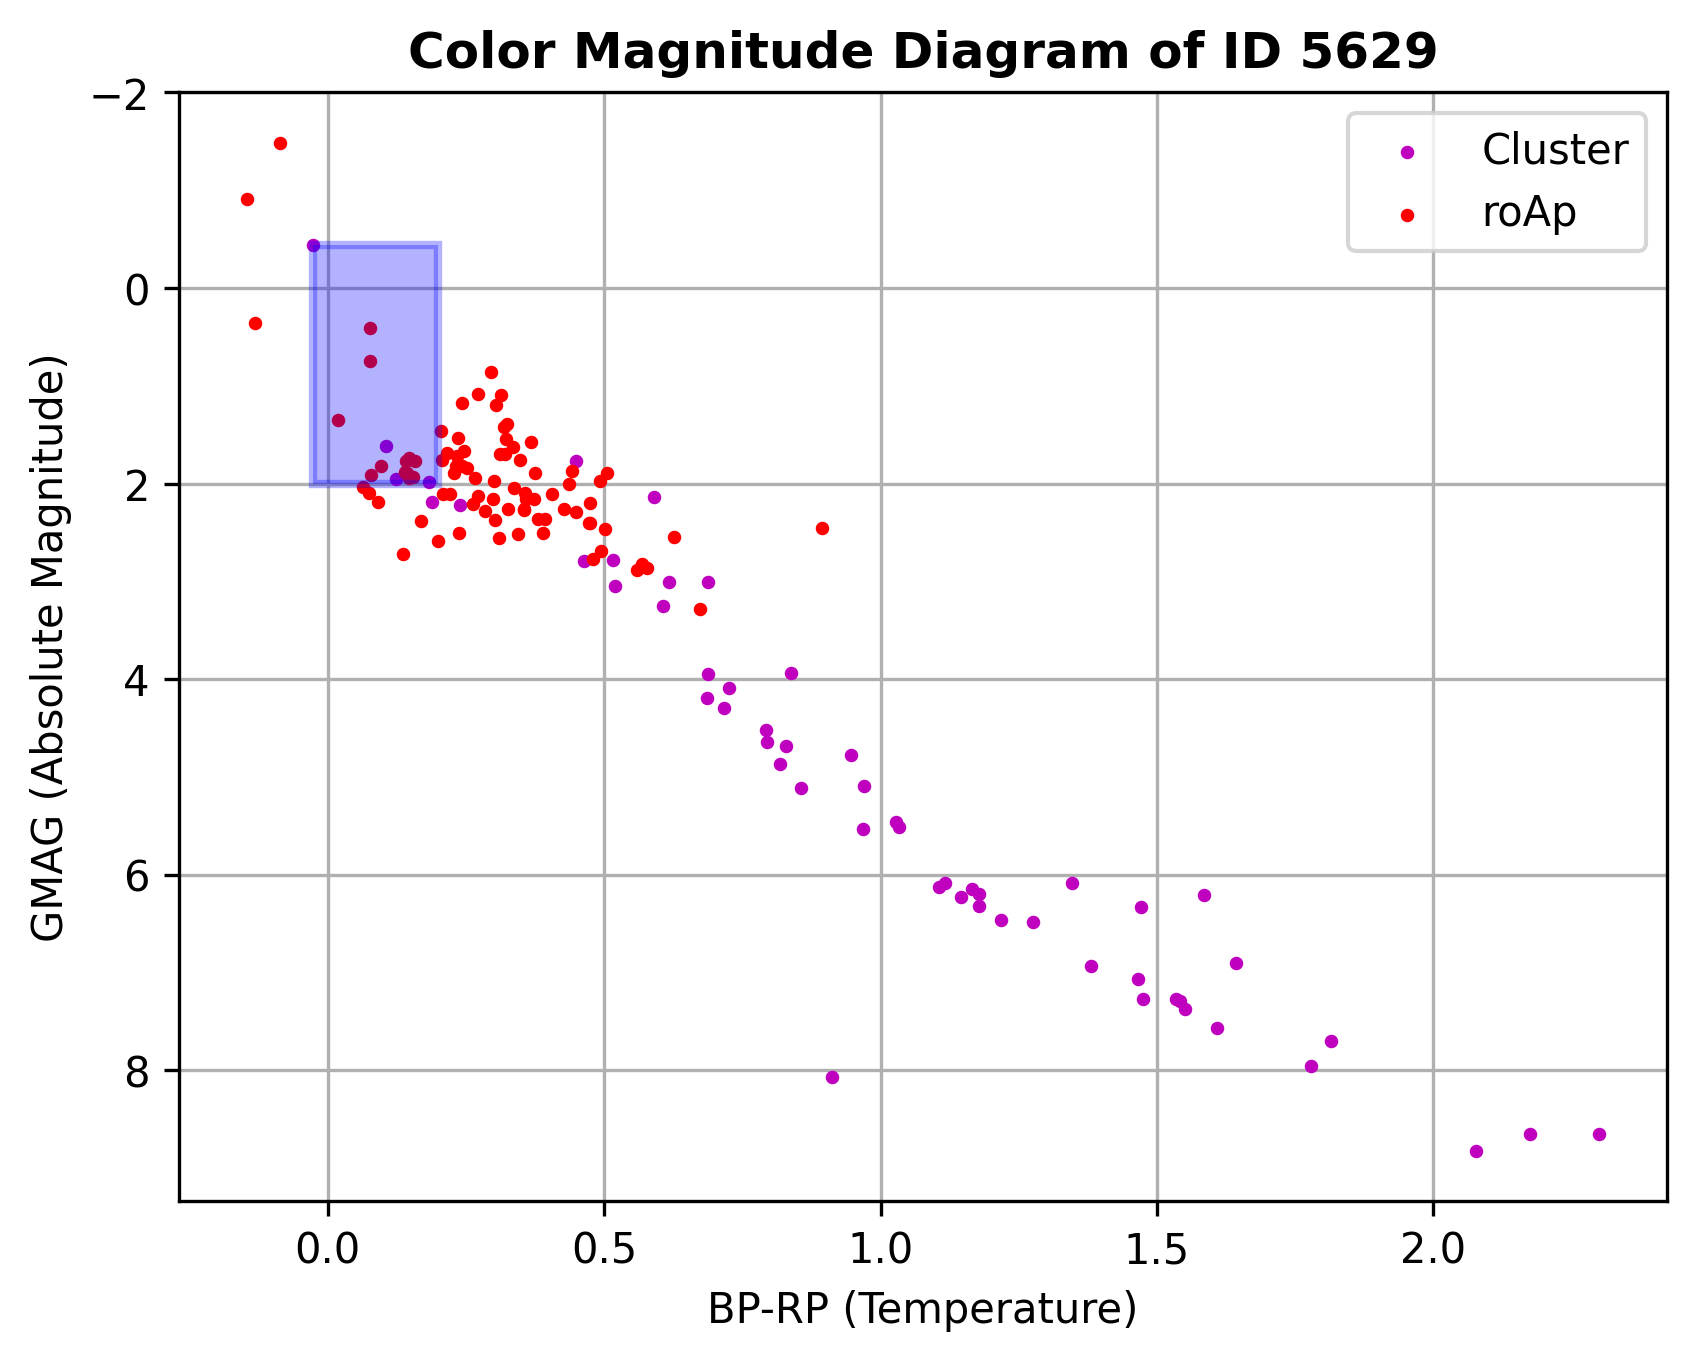 Color Magnitude Diagram of ID 5629
Cluster
roAp
GMAG (Absolute Magnitude)
−2
0
2
4
6
8
0.0 0.5 1.0 1.5 2.0
BP-RP (Temperature)